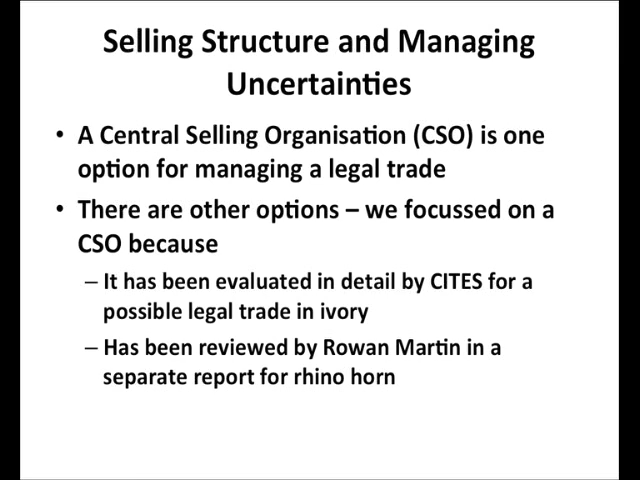 Selling Structure and Managing
Uncertainties
• A Central Selling Organisation (CSO) is one
option for managing a legal trade
• There are other options – we focussed on a
CSO because
– It has been evaluated in detail by CITES for a
possible legal trade in ivory
– Has been reviewed by Rowan Martin in a
separate report for rhino horn